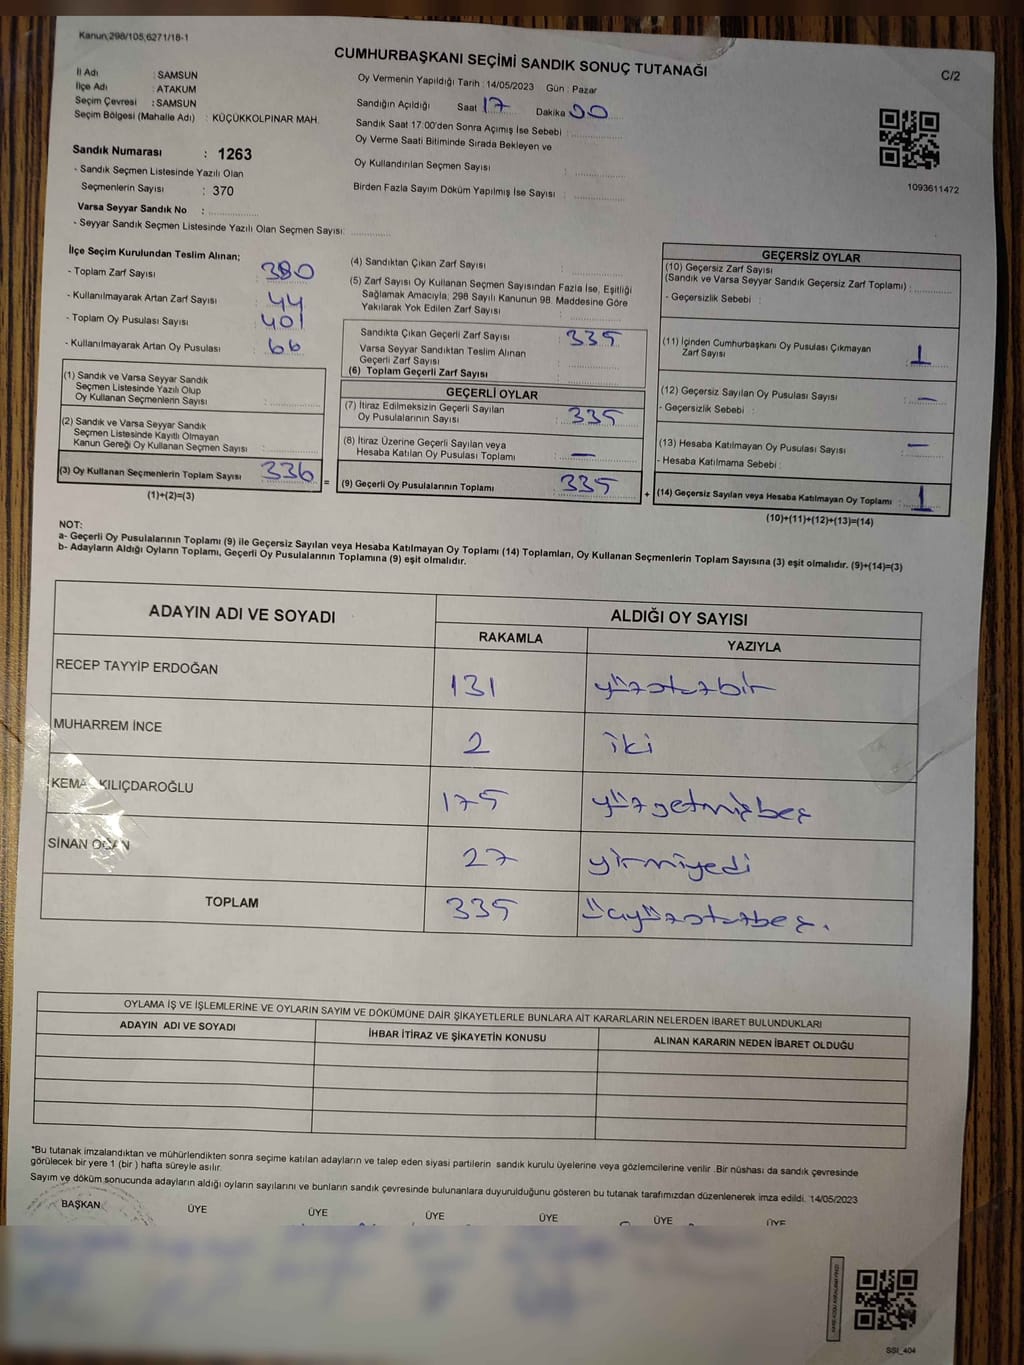 Kanun,298/105,6271/18-1
CUMHURBAŞKANI SEÇİMİ SANDIK SONUÇ TUTANAĞI
C/2
İl Adı : SAMSUN
İlçe Adı : ATAKUM
Seçim Çevresi : SAMSUN
Seçim Bölgesi (Mahalle Adı) : KÜÇÜKKOLPINAR MAH.
Sandık Numarası : 1263
- Sandık Seçmen Listesinde Yazılı Olan
Seçmenlerin Sayısı : 370
Varsa Seyyar Sandık No :
- Seyyar Sandık Seçmen Listesinde Yazılı Olan Seçmen Sayısı:
Oy Vermenin Yapıldığı Tarih : 14/05/2023 Gün : Pazar
Sandığın Açıldığı Saat 17 Dakika 00
Sandık Saat 17:00'den Sonra Açımış İse Sebebi :
Oy Verme Saati Bitiminde Sırada Bekleyen ve
Oy Kullandırılan Seçmen Sayısı :
Birden Fazla Sayım Döküm Yapılmış İse Sayısı :
1093611472
İlçe Seçim Kurulundan Teslim Alınan;
- Toplam Zarf Sayısı : 380
- Kullanılmayarak Artan Zarf Sayısı : 44
- Toplam Oy Pusulası Sayısı : 401
- Kullanılmayarak Artan Oy Pusulası : 66
(1) Sandık ve Varsa Seyyar Sandık
Seçmen Listesinde Yazılı Olup
Oy Kullanan Seçmenlerin Sayısı :
(2) Sandık ve Varsa Seyyar Sandık
Seçmen Listesinde Kayıtlı Olmayan
Kanun Gereği Oy Kullanan Seçmen Sayısı :
(3) Oy Kullanan Seçmenlerin Toplam Sayısı : 336
(1)+(2)=(3)
=
(4) Sandıktan Çıkan Zarf Sayısı :
(5) Zarf Sayısı Oy Kullanan Seçmen Sayısından Fazla İse, Eşitliği
Sağlamak Amacıyla; 298 Sayılı Kanunun 98. Maddesine Göre
Yakılarak Yok Edilen Zarf Sayısı :
Sandıkta Çıkan Geçerli Zarf Sayısı : 335
Varsa Seyyar Sandıktan Teslim Alınan
Geçerli Zarf Sayısı :
(6) Toplam Geçerli Zarf Sayısı :
GEÇERLİ OYLAR
(7) İtiraz Edilmeksizin Geçerli Sayılan
Oy Pusulalarının Sayısı : 335
(8) İtiraz Üzerine Geçerli Sayılan veya
Hesaba Katılan Oy Pusulası Toplamı : —
(9) Geçerli Oy Pusulalarının Toplamı : 335
+
GEÇERSİZ OYLAR
(10) Geçersiz Zarf Sayısı
(Sandık ve Varsa Seyyar Sandık Geçersiz Zarf Toplamı) :
- Geçersizlik Sebebi :
(11) İçinden Cumhurbaşkanı Oy Pusulası Çıkmayan
Zarf Sayısı : 1
(12) Geçersiz Sayılan Oy Pusulası Sayısı : —
- Geçersizlik Sebebi :
(13) Hesaba Katılmayan Oy Pusulası Sayısı : —
- Hesaba Katılmama Sebebi :
(14) Geçersiz Sayılan veya Hesaba Katılmayan Oy Toplamı : 1
(10)+(11)+(12)+(13)=(14)
NOT:
a- Geçerli Oy Pusulalarının Toplamı (9) ile Geçersiz Sayılan veya Hesaba Katılmayan Oy Toplamı (14) Toplamları, Oy Kullanan Seçmenlerin Toplam Sayısına (3) eşit olmalıdır. (9)+(14)=(3)
b- Adayların Aldığı Oyların Toplamı, Geçerli Oy Pusulalarının Toplamına (9) eşit olmalıdır.
ADAYIN ADI VE SOYADI
ALDIĞI OY SAYISI
RAKAMLA YAZIYLA
RECEP TAYYİP ERDOĞAN 131 yüzotuzbir
MUHARREM İNCE 2 iki
KEMAL KILIÇDAROĞLU 175 yüzyetmişbeş
SİNAN OĞAN 27 yirmiyedi
TOPLAM 335 üçyüzotuzbeş.
OYLAMA İŞ VE İŞLEMLERİNE VE OYLARIN SAYIM VE DÖKÜMÜNE DAİR ŞİKAYETLERLE BUNLARA AİT KARARLARIN NELERDEN İBARET BULUNDUKLARI
ADAYIN ADI VE SOYADI İHBAR İTİRAZ VE ŞİKAYETİN KONUSU ALINAN KARARIN NEDEN İBARET OLDUĞU
*Bu tutanak imzalandıktan ve mühürlendikten sonra seçime katılan adayların ve talep eden siyasi partilerin sandık kurulu üyelerine veya gözlemcilerine verilir .Bir nüshası da sandık çevresinde
görülecek bir yere 1 (bir ) hafta süreyle asılır.
Sayım ve döküm sonucunda adayların aldığı oyların sayılarını ve bunların sandık çevresinde bulunanlara duyurulduğunu gösteren bu tutanak tarafımızdan düzenlenerek imza edildi. 14/05/2023
BAŞKAN ÜYE ÜYE ÜYE ÜYE ÜYE ÜYE
SSI_404